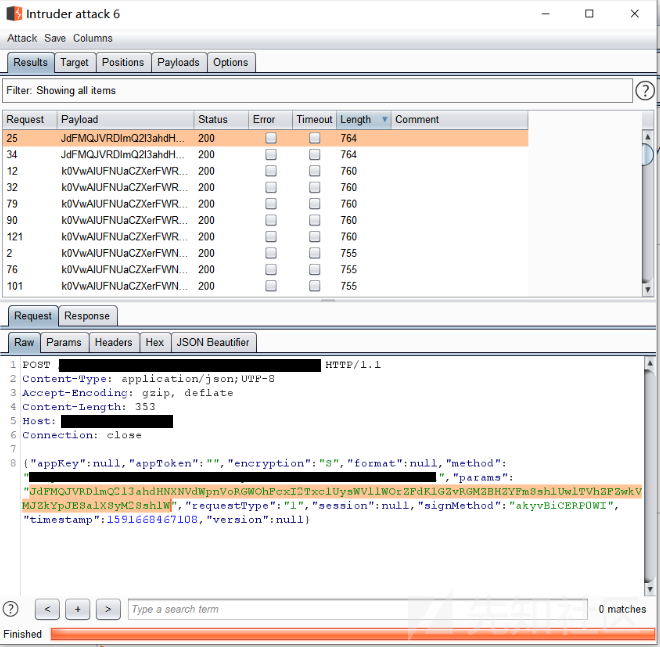 Intruder attack 6
Attack Save Columns
Results Target Positions Payloads Options
Filter: Showing all items
Request Payload Status Error Timeout Length Comment
25 JdFMQJVRDlmQ2l3ahdH... 200 764
34 JdFMQJVRDlmQ2l3ahdH... 200 764
12 k0VwAlUFNUaCZXerFWR... 200 760
32 k0VwAlUFNUaCZXerFWR... 200 760
79 k0VwAlUFNUaCZXerFWR... 200 760
90 k0VwAlUFNUaCZXerFWR... 200 760
121 k0VwAlUFNUaCZXerFWR... 200 760
2 k0VwAlUFNUaCZXerFWN... 200 755
76 k0VwAlUFNUaCZXerFWN... 200 755
101 k0VwAlUFNUaCZXerFWN... 200 755
Request Response
Raw Params Headers Hex JSON Beautifier
1 POST HTTP/1.1
2 Content-Type: application/json;UTF-8
3 Accept-Encoding: gzip, deflate
4 Content-Length: 353
5 Host:
6 Connection: close
7
8 {"appKey":null,"appToken":"","encryption":"S","format":null,"method":
"","params":
"requestType":"1","session":null,"signMethod":"akyvBiCERPUWI",
"timestamp":1591668467108,"version":null}
? < + > Type a search term 0 matches
Finished
先知社区